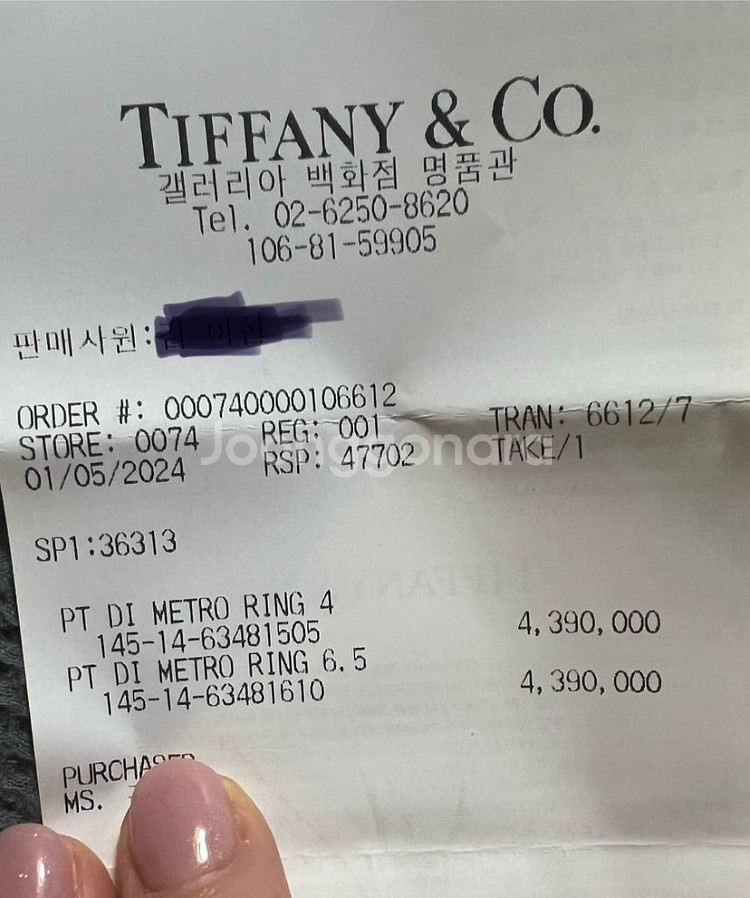 TIFFANY & CO.
갤러리아 백화점 명품관
Tel. 02-6250-8620
106-81-59905
판매사원:
ORDER #: 000740000106612
STORE: 0074 REG: 001 TRAN: 6612/7
01/05/2024 RSP: 47702 TAKE/1
Joonggonara
SP1:36313
PT DI METRO RING 4
145-14-63481505 4,390,000
PT DI METRO RING 6.5
145-14-63481610 4,390,000
MS.